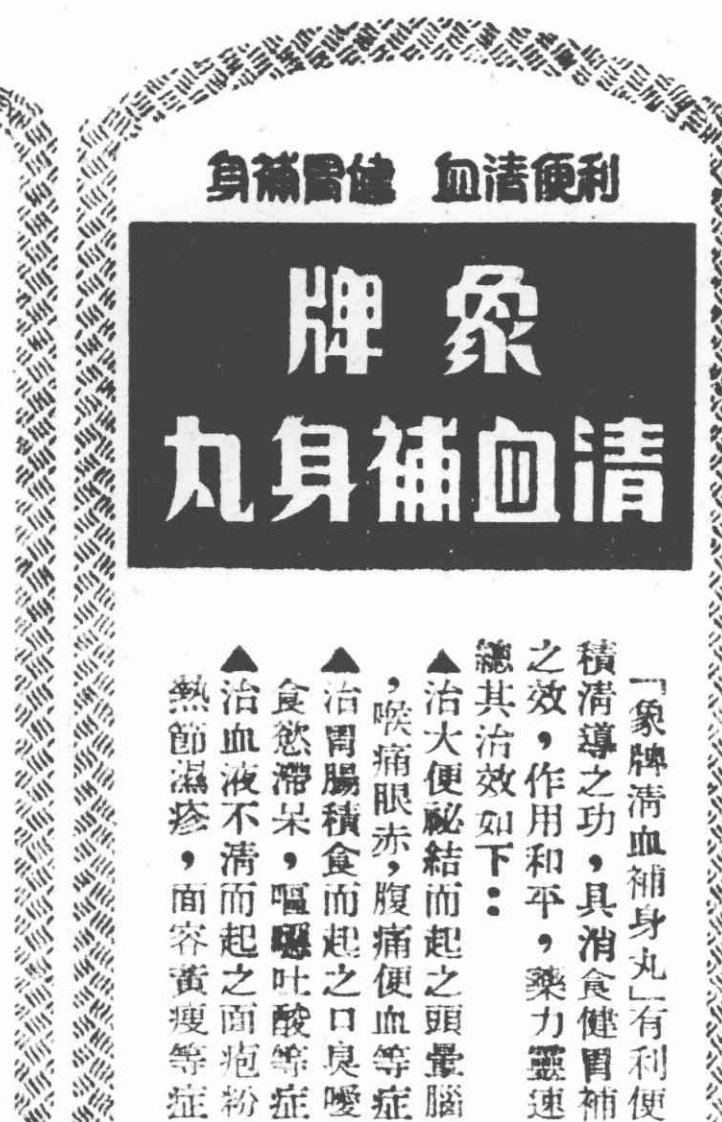 利便清血　健胃補身
象牌
清血補身丸
「象牌清血補身丸」有利便
積清導之功，具消食健胃補
之效，作用和平，藥力靈速
總其治效如下：
▲治大便祕結而起之頭暈腦
，喉痛眼赤，腹痛便血等症
▲治胃腸積食而起之口臭噯
食慾滯呆，嘔噁吐酸等症
▲治血液不清而起之面疱粉
熱節濕疹，面容黃瘦等症